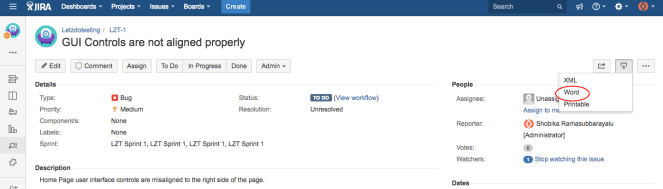 JIRA Dashboards Projects Issues Boards Create Search
Letzdotesting / LZT-1
GUI Controls are not aligned properly
Edit Comment Assign To Do In Progress Done Admin
XML
Word
Printable
Details
Type: Bug Status: TO DO (View workflow)
Priority: Medium Resolution: Unresolved
Component/s: None
Labels: None
Sprint: LZT Sprint 1, LZT Sprint 1, LZT Sprint 1, LZT Sprint 1
Description
Home Page user interface controls are misaligned to the right side of the page.
People
Assignee: Unassig
Assign to me
Reporter: Shobika Ramasubbarayalu
[Administrator]
Votes: 0
Watchers: 1 Stop watching this issue
Dates